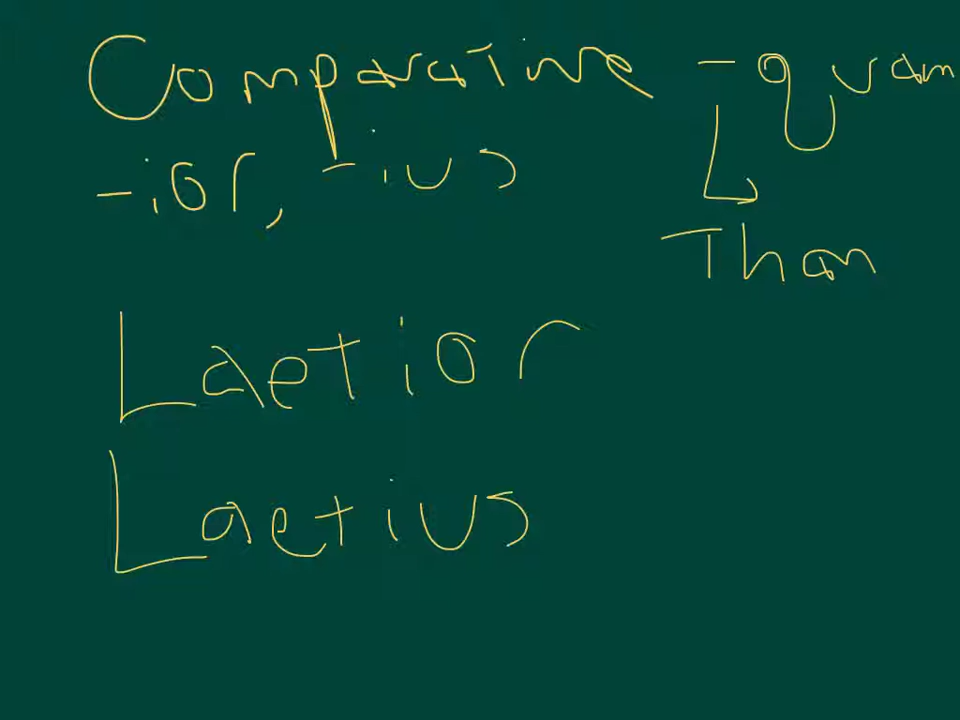 Comparative - quam
-ior, -ius
Than
Laetior
Laetius